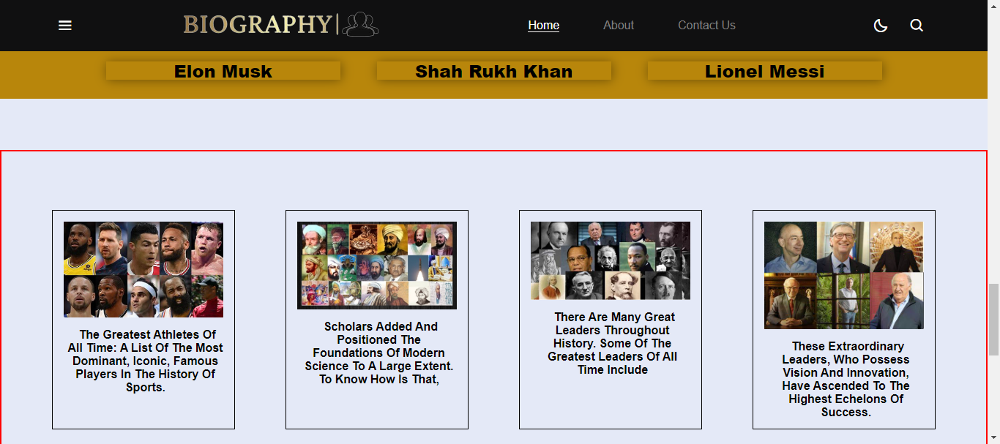 BIOGRAPHY|
Home
About
Contact Us
Elon Musk
Shah Rukh Khan
Lionel Messi
The Greatest Athletes Of
All Time: A List Of The Most
Dominant, Iconic, Famous
Players In The History Of
Sports.
Scholars Added And
Positioned The
Foundations Of Modern
Science To A Large Extent.
To Know How Is That,
There Are Many Great
Leaders Throughout
History. Some Of The
Greatest Leaders Of All
Time Include
These Extraordinary
Leaders, Who Possess
Vision And Innovation,
Have Ascended To The
Highest Echelons Of
Success.